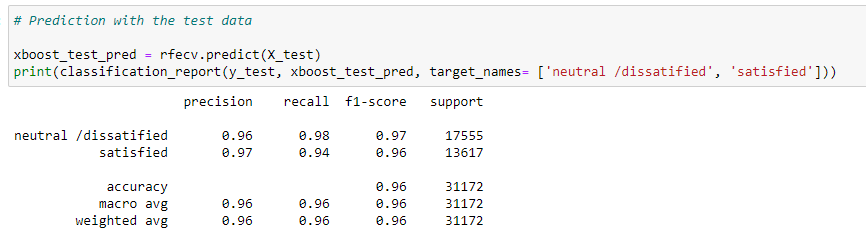 # Prediction with the test data
xboost_test_pred = rfecv.predict(X_test)
print(classification_report(y_test, xboost_test_pred, target_names= ['neutral /dissatified', 'satisfied']))
precision recall f1-score support
neutral /dissatified 0.96 0.98 0.97 17555
satisfied 0.97 0.94 0.96 13617
accuracy 0.96 31172
macro avg 0.96 0.96 0.96 31172
weighted avg 0.96 0.96 0.96 31172